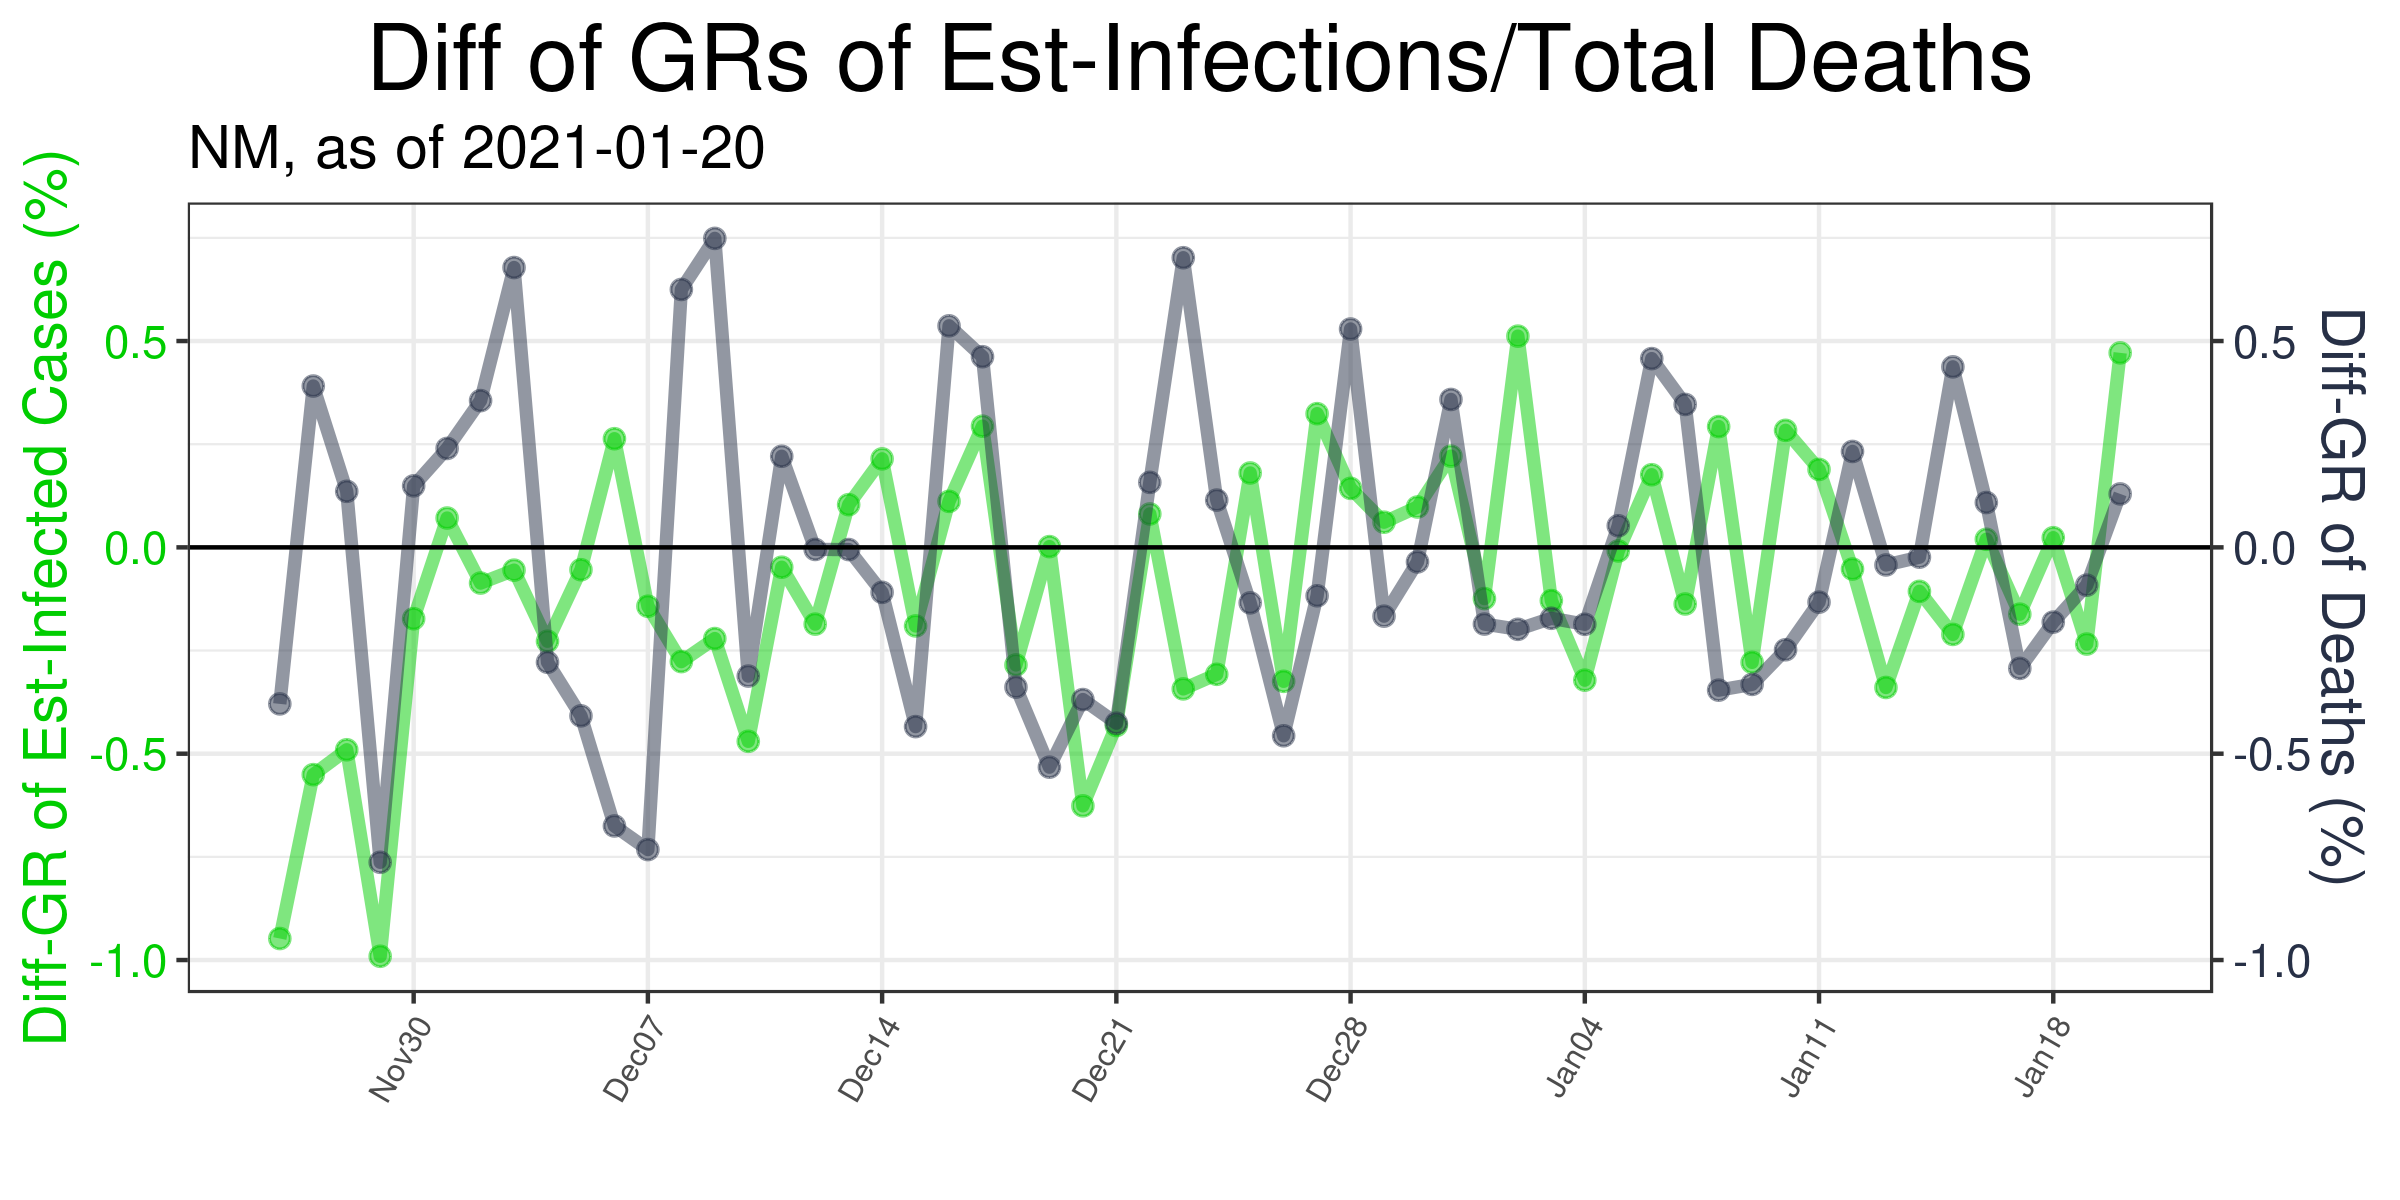 Diff of GRs of Est-Infections/Total Deaths
NM, as of 2021-01-20
Diff-GR of Est-Infected Cases (%)
0.5
0.0
-0.5
-1.0
0.5
0.0
-0.5
-1.0
Diff-GR of Deaths (%)
Nov30
Dec07
Dec14
Dec21
Dec28
Jan04
Jan11
Jan18